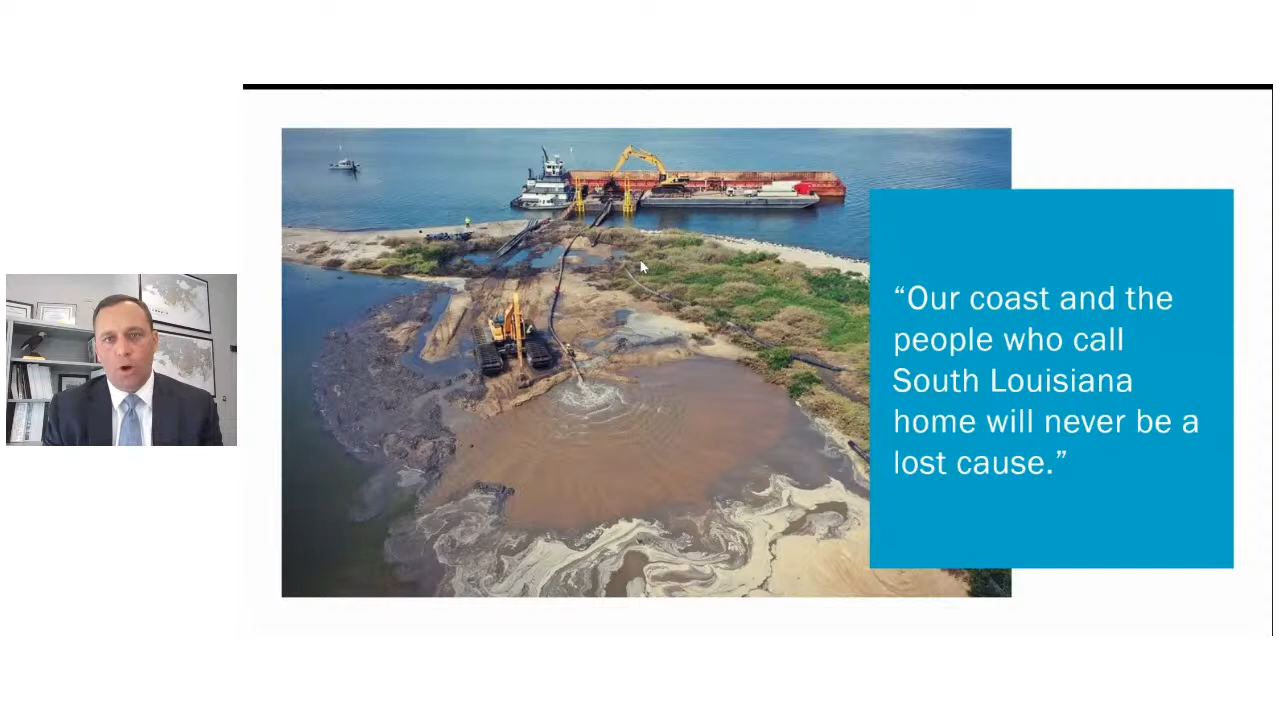 “Our coast and the
people who call
South Louisiana
home will never be a
lost cause.”